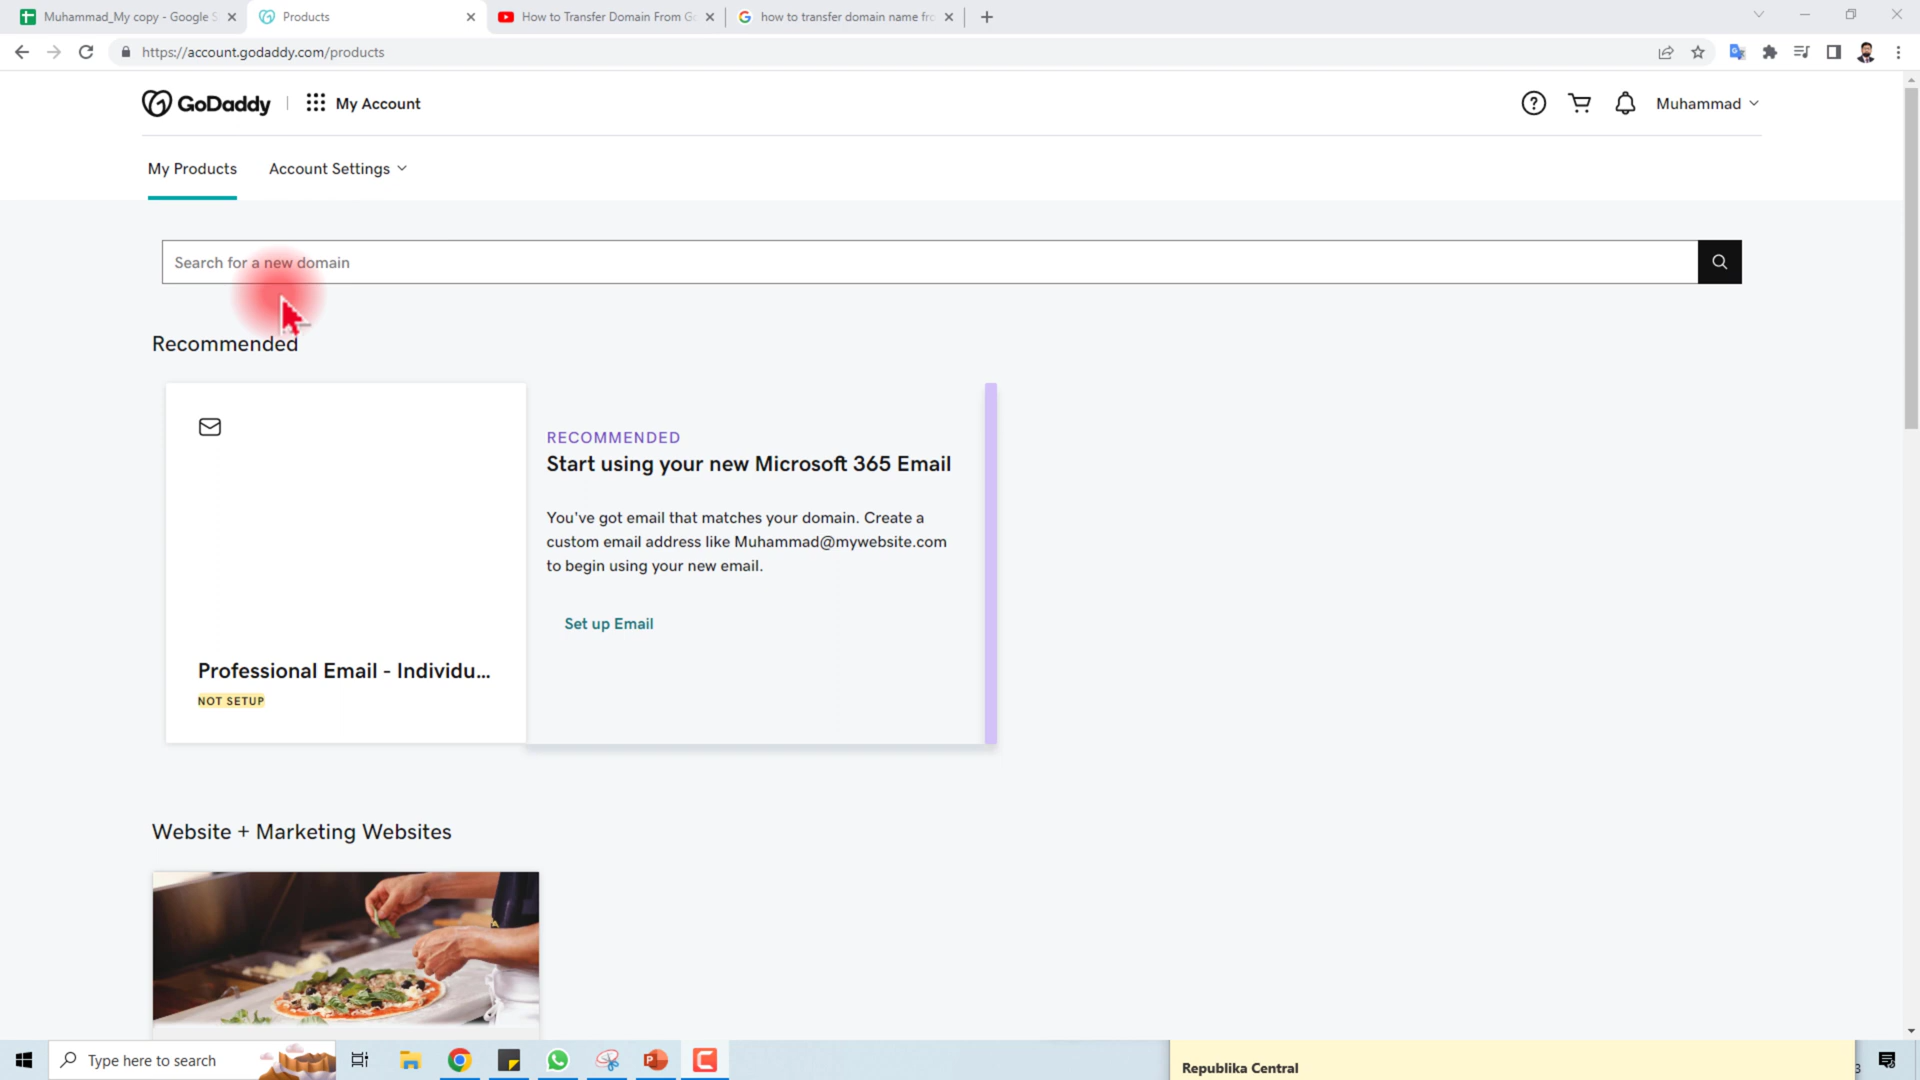 Muhammad_My copy - Google S
Products
How to Transfer Domain From Go
how to transfer domain name fro
https://account.godaddy.com/products
GoDaddy
My Account
Muhammad
My Products
Account Settings
Search for a new domain
Recommended
RECOMMENDED
Start using your new Microsoft 365 Email
You've got email that matches your domain. Create a
custom email address like Muhammad@mywebsite.com
to begin using your new email.
Set up Email
Professional Email - Individu...
NOT SETUP
Website + Marketing Websites
Type here to search
Republika Central
3